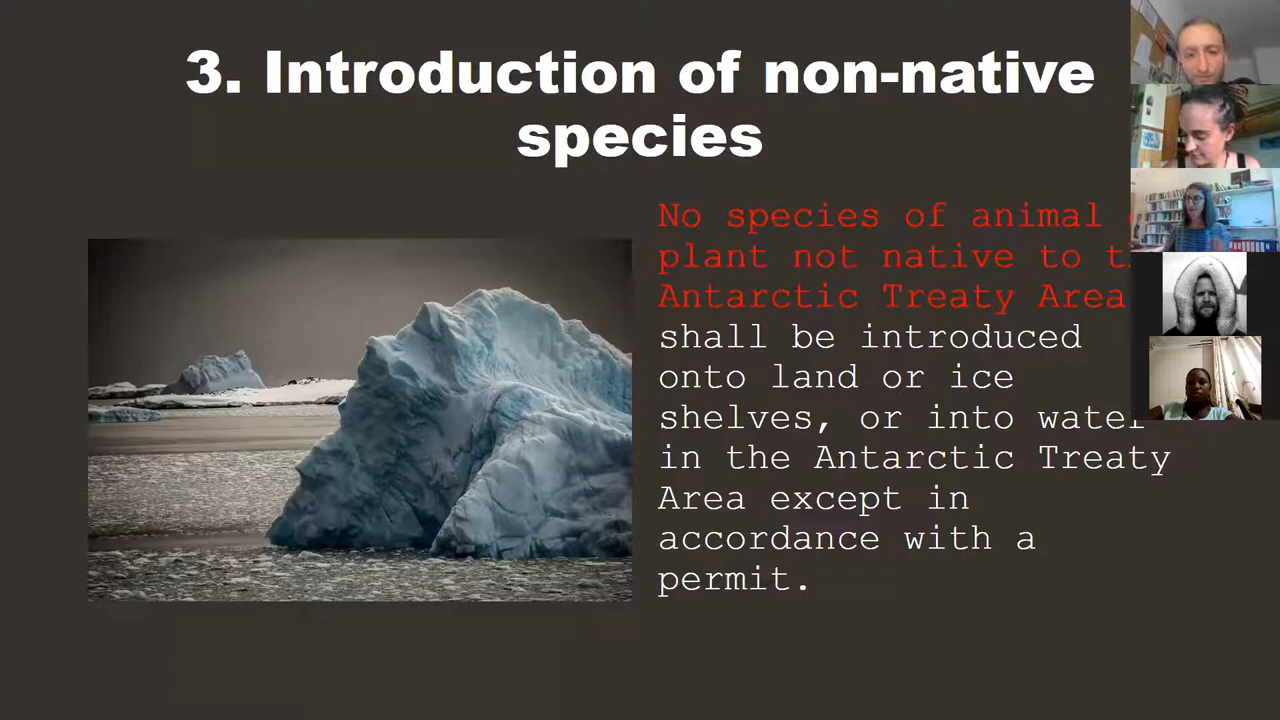 3. Introduction of non-native
species
No species of animal
plant not native to
Antarctic Treaty Area
shall be introduced
onto land or ice
shelves, or into water
in the Antarctic Treaty
Area except in
accordance with a
permit.